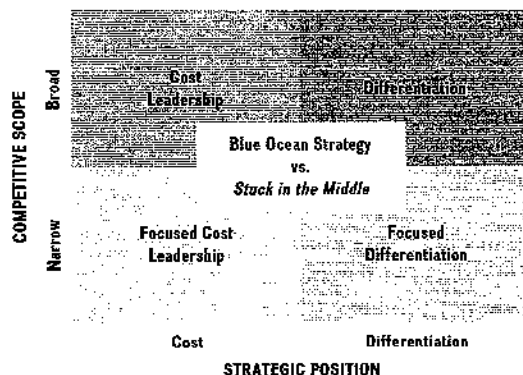 COMPETITIVE SCOPE
Broad
Cost
Leadership
Differentiation
Blue Ocean Strategy
vs.
Stuck in the Middle
Narrow
Focused Cost
Leadership
Focused
Differentiation
Cost
Differentiation
STRATEGIC POSITION